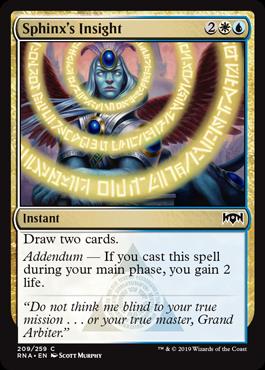 Sphinx's Insight 2
Instant
Draw two cards.
Addendum — If you cast this spell
during your main phase, you gain 2
life.
“Do not think me blind to your true
mission . . . or your true master, Grand
Arbiter.”
209/259 C
RNA • EN Scott Murphy
™ & © 2019 Wizards of the Coast